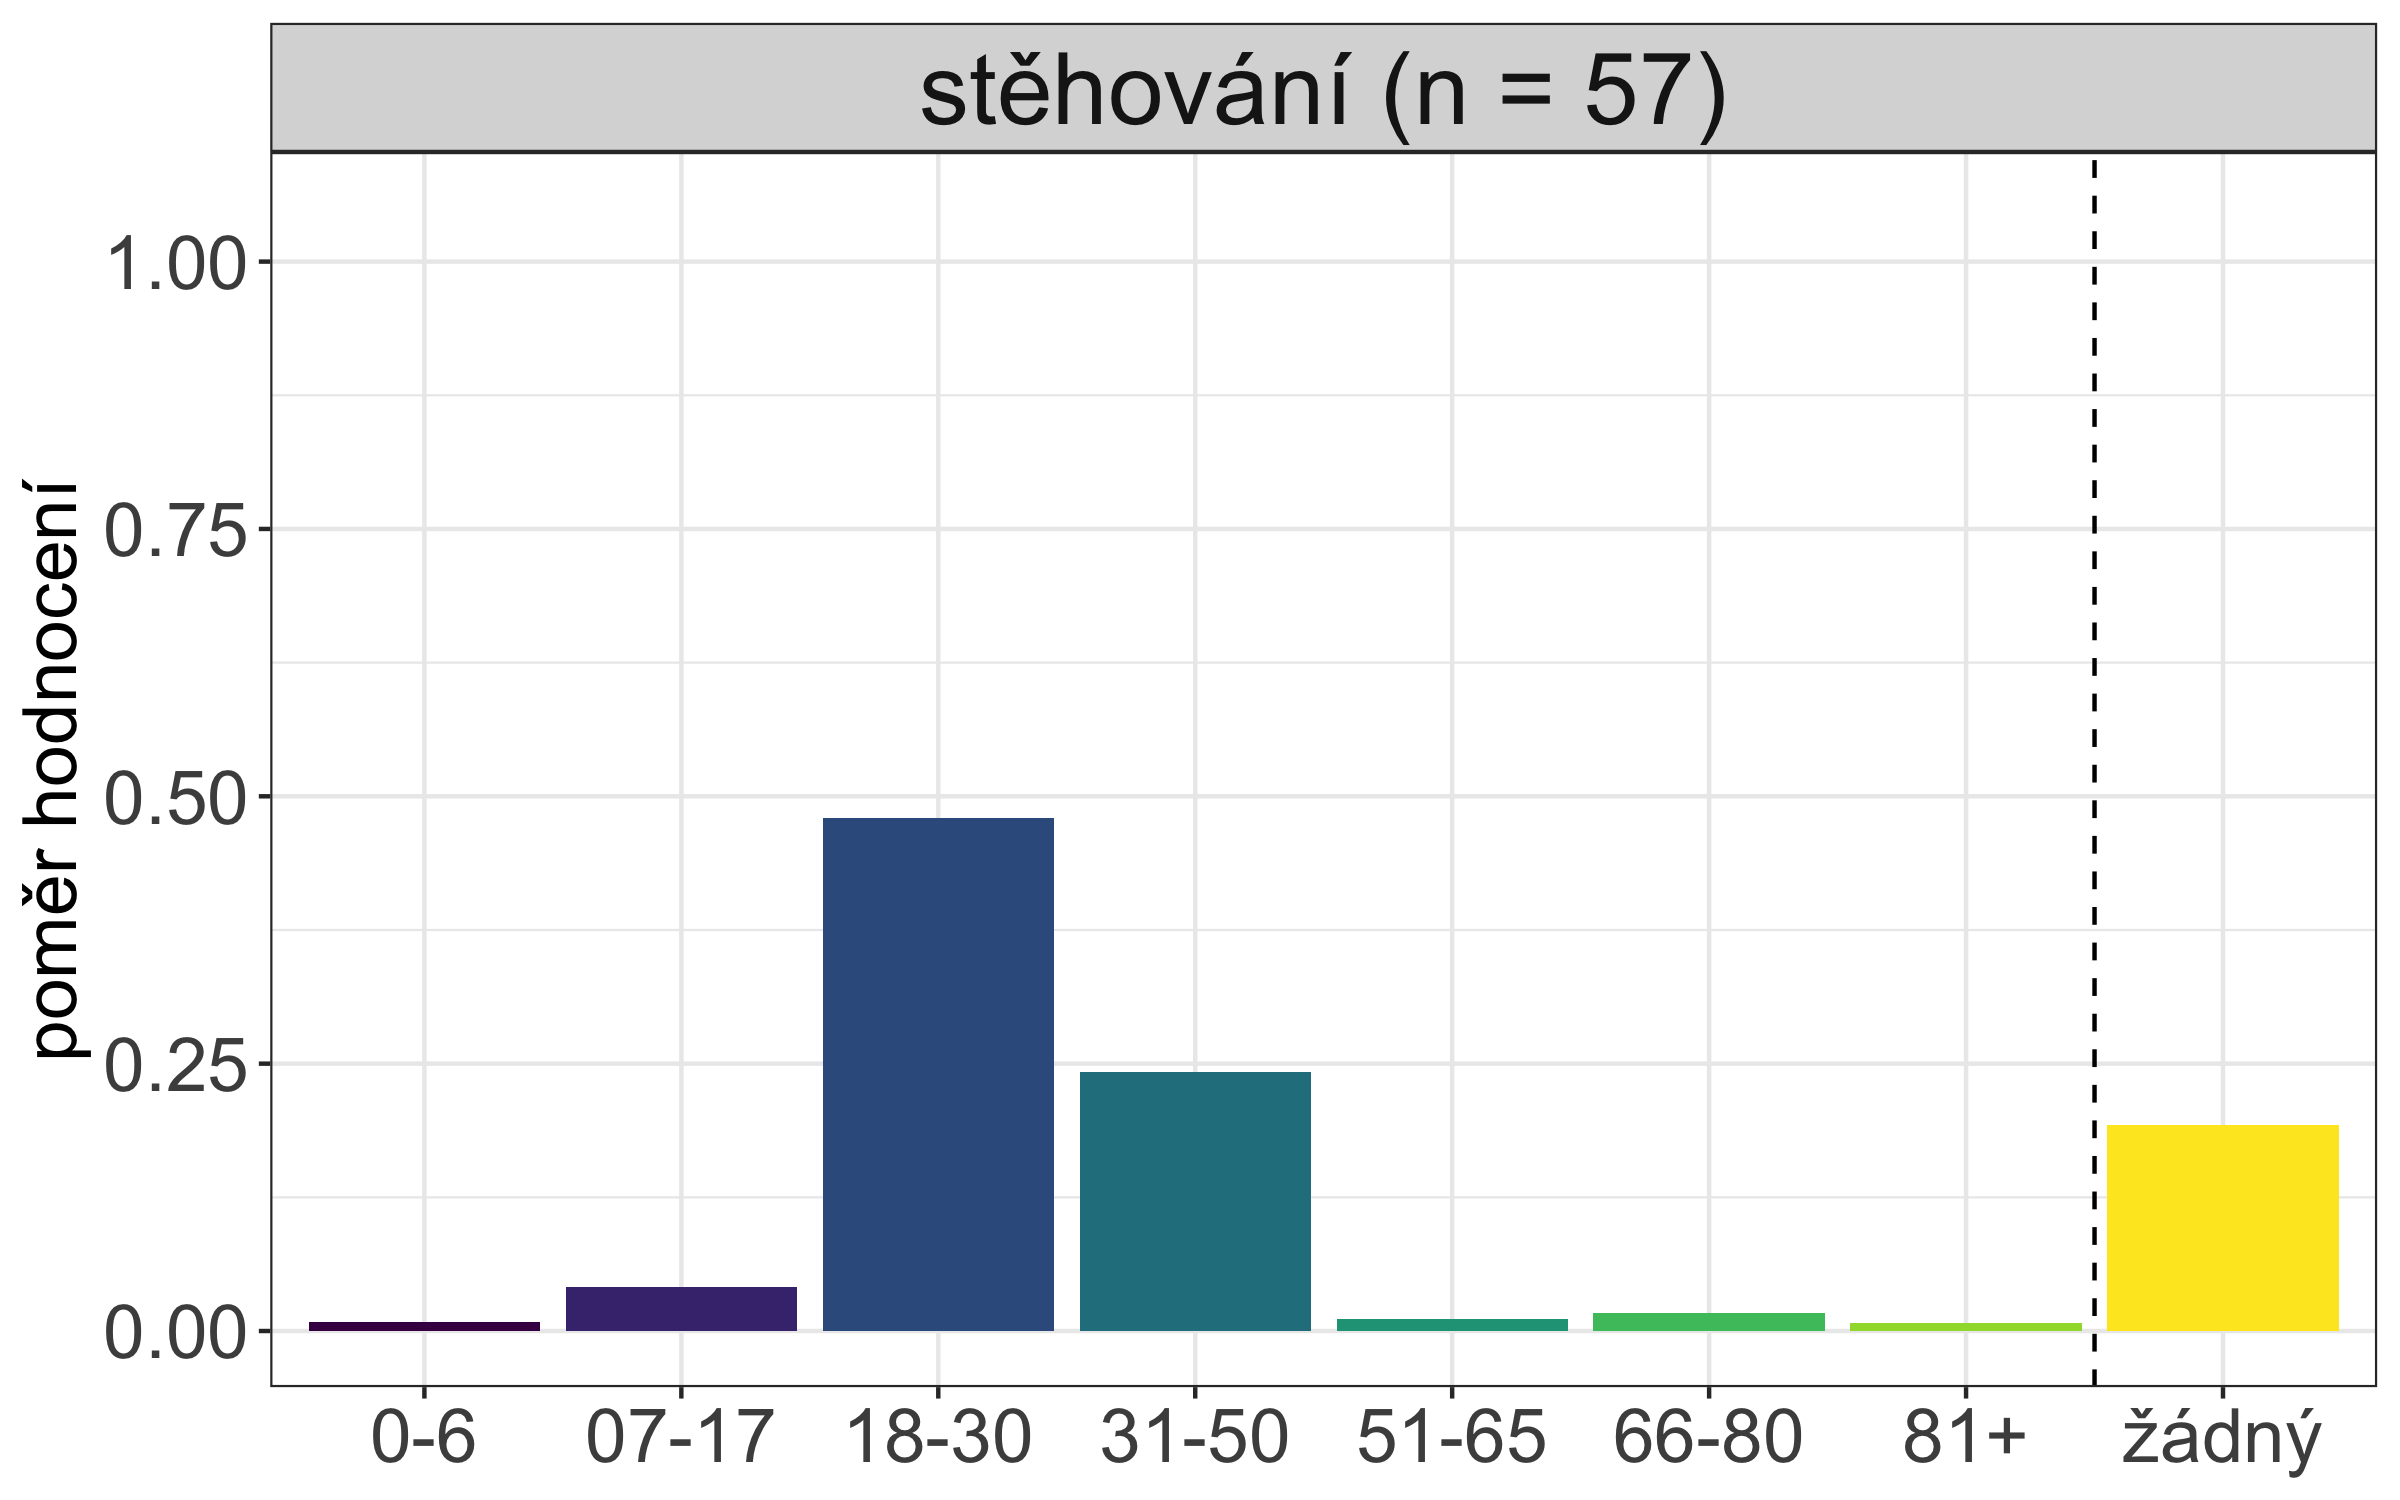 stěhování (n = 57)
poměr hodnocení
1.00
0.75
0.50
0.25
0.00
0-6 07-17 18-30 31-50 51-65 66-80 81+ žádný